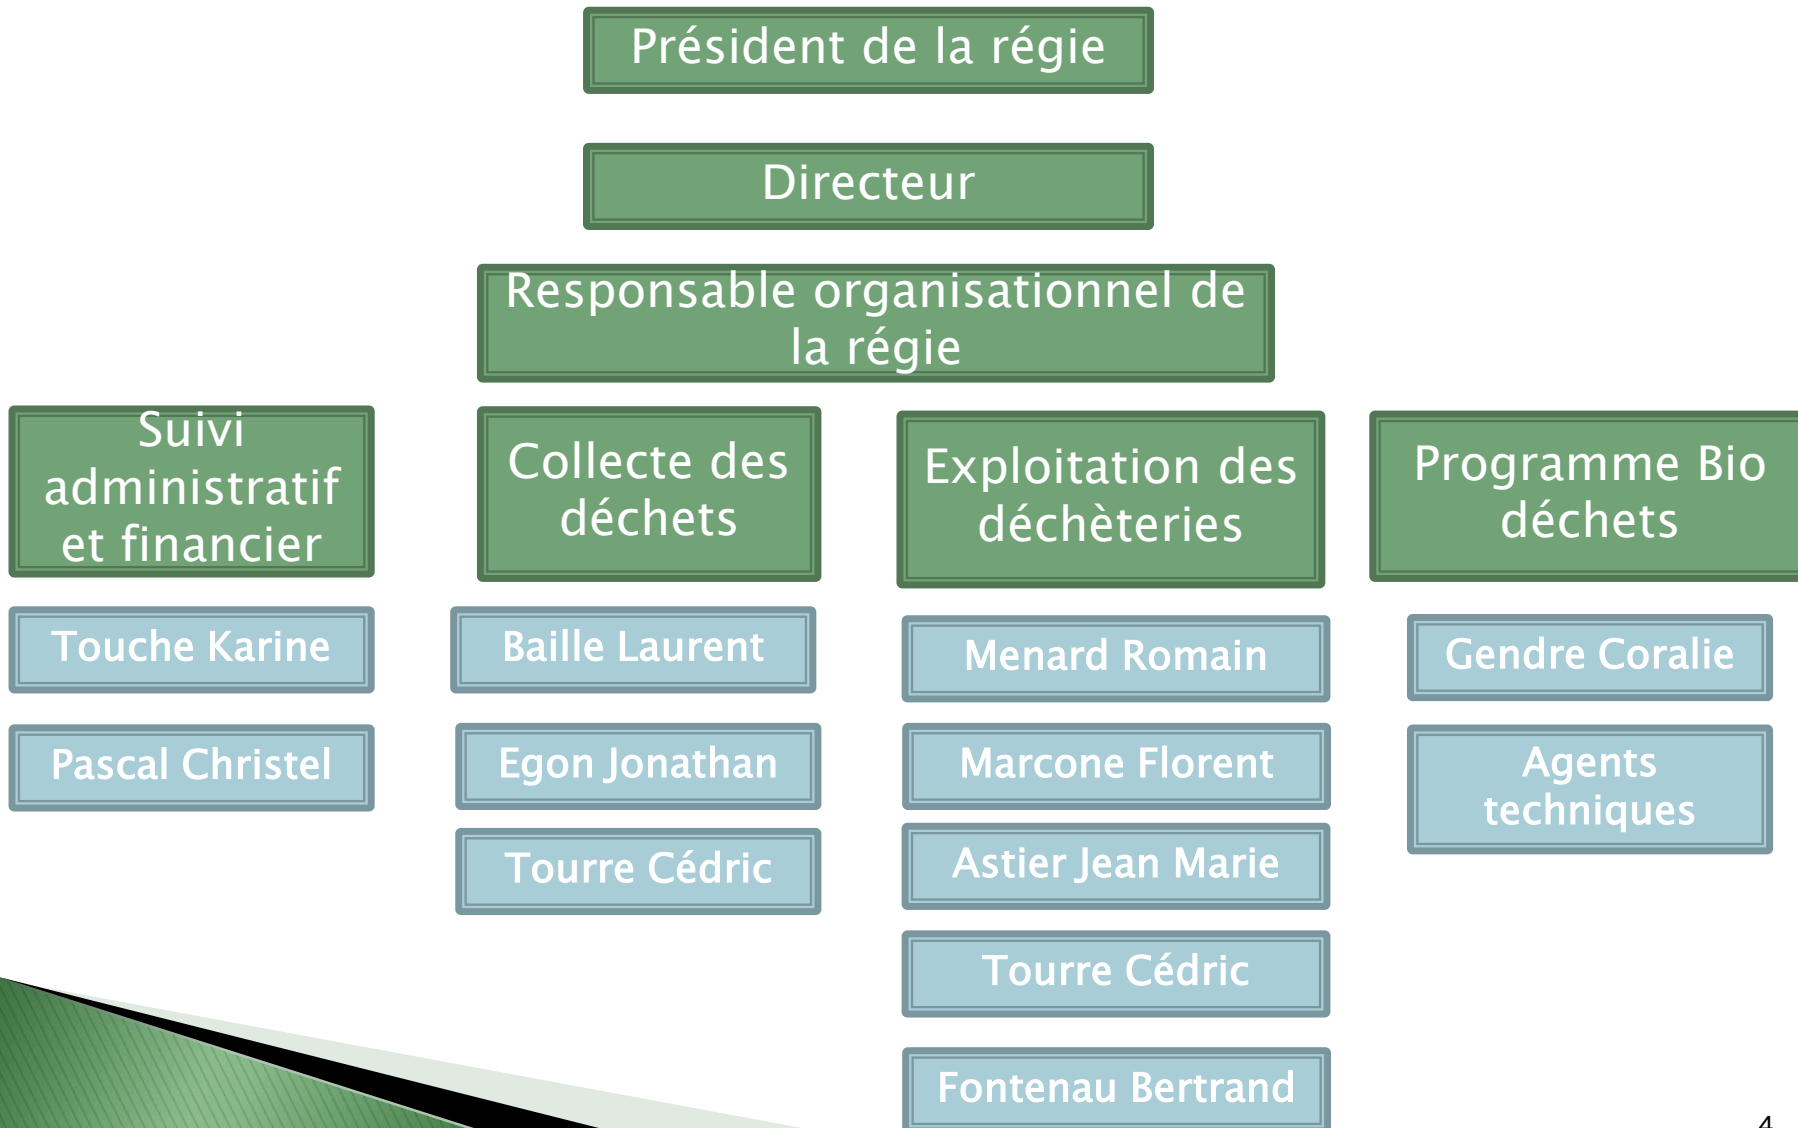 Président de la régie
Directeur
Responsable organisationnel de
la régie
Suivi
administratif
et financier
Touche Karine
Pascal Christel
Collecte des
déchets
Baille Laurent
Egon Jonathan
Tourre Cédric
Exploitation des
déchèteries
Menard Romain
Marcone Florent
Astier Jean Marie
Tourre Cédric
Fontenau Bertrand
Programme Bio
déchets
Gendre Coralie
Agents
techniques
4